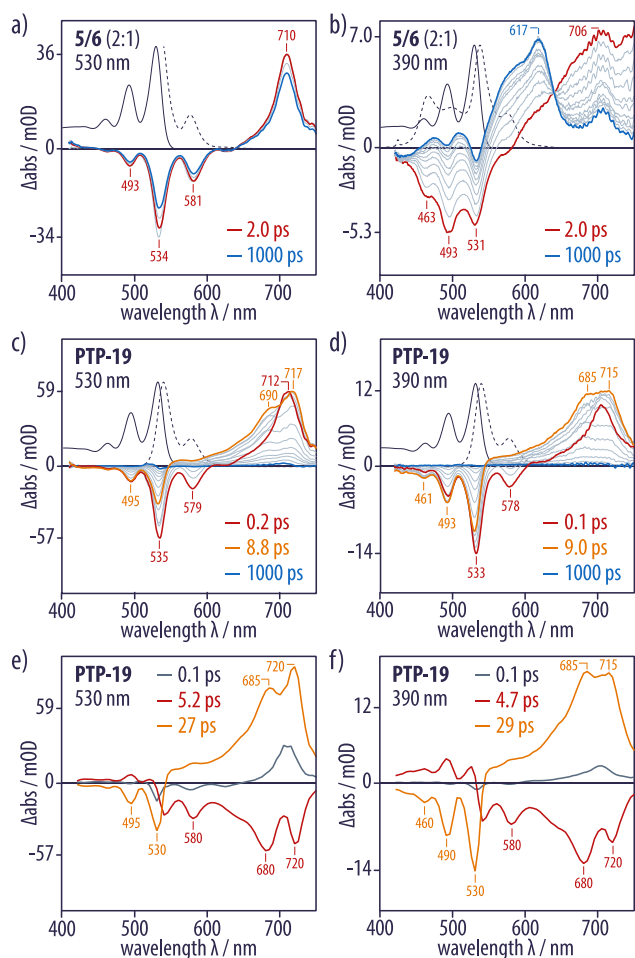 a)
5/6 (2:1)
530 nm
36
0
-34
Δabs / mOD
710
493
534
581
2.0 ps
1000 ps
400 500 600 700
wavelength λ / nm
b)
5/6 (2:1)
390 nm
7.0
0
-5.3
Δabs / mOD
617
706
463
493
531
2.0 ps
1000 ps
400 500 600 700
wavelength λ / nm
c)
PTP-19
530 nm
59
0
-57
Δabs / mOD
717
712
690
495
535
579
0.2 ps
8.8 ps
1000 ps
400 500 600 700
wavelength λ / nm
d)
PTP-19
390 nm
12
0
-14
Δabs / mOD
685 715
461
493
533
578
0.1 ps
9.0 ps
1000 ps
400 500 600 700
wavelength λ / nm
e)
PTP-19
530 nm
0.1 ps
5.2 ps
27 ps
59
0
-57
Δabs / mOD
720
685
495
530
580
680
720
400 500 600 700
wavelength λ / nm
f)
PTP-19
390 nm
0.1 ps
4.7 ps
29 ps
12
0
-14
Δabs / mOD
685 715
460
490
530
580
680
720
400 500 600 700
wavelength λ / nm